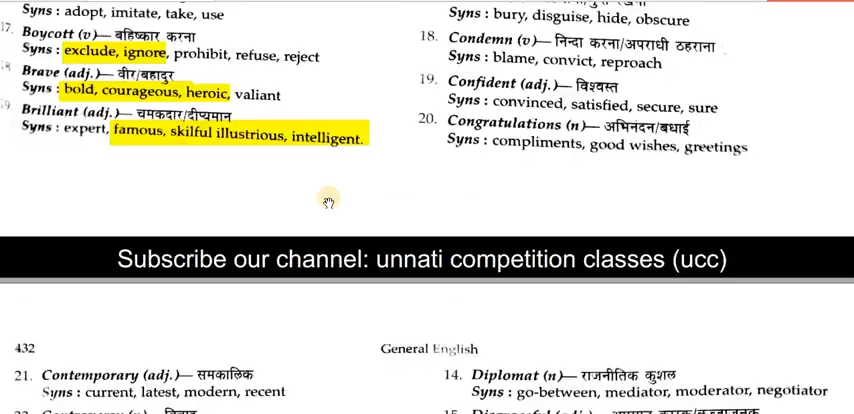 Syns : adopt, imitate, take, use
17. Boycott (v)— बहिष्कार करना
Syns : exclude, ignore, prohibit, refuse, reject
18. Brave (adj.)— वीर/बहादुर
Syns : bold, courageous, heroic, valiant
19. Brilliant (adj.)— चमकदार/दीप्यमान
Syns : expert, famous, skilful illustrious, intelligent.
Syns : bury, disguise, hide, obscure
18. Condemn (v)— निन्दा करना/अपराधी ठहराना
Syns : blame, convict, reproach
19. Confident (adj.)— विश्वस्त
Syns : convinced, satisfied, secure, sure
20. Congratulations (n)— अभिनंदन/बधाई
Syns : compliments, good wishes, greetings
Subscribe our channel: unnati competition classes (ucc)
432
General English
21. Contemporary (adj.)— समकालिक
Syns : current, latest, modern, recent
14. Diplomat (n)— राजनीतिक कुशल
Syns : go-between, mediator, moderator, negotiator